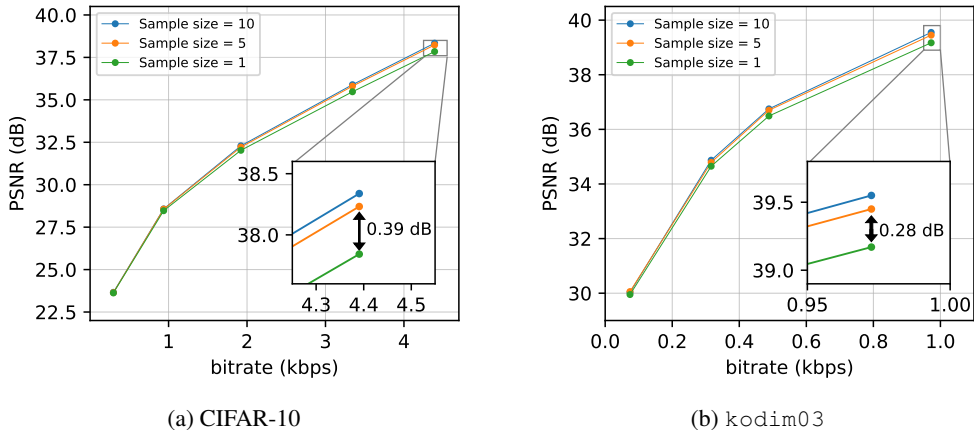 40.0
37.5
35.0
32.5
30.0
27.5
25.0
22.5
PSNR (dB)
Sample size = 10
Sample size = 5
Sample size = 1
38.5
38.0
0.39 dB
4.3 4.4 4.5
1 2 3 4
bitrate (kbps)
(a) CIFAR-10
40
38
36
34
32
30
PSNR (dB)
Sample size = 10
Sample size = 5
Sample size = 1
39.5
39.0
0.28 dB
0.95 1.00
0.0 0.2 0.4 0.6 0.8 1.0
bitrate (kbps)
(b) kodim03